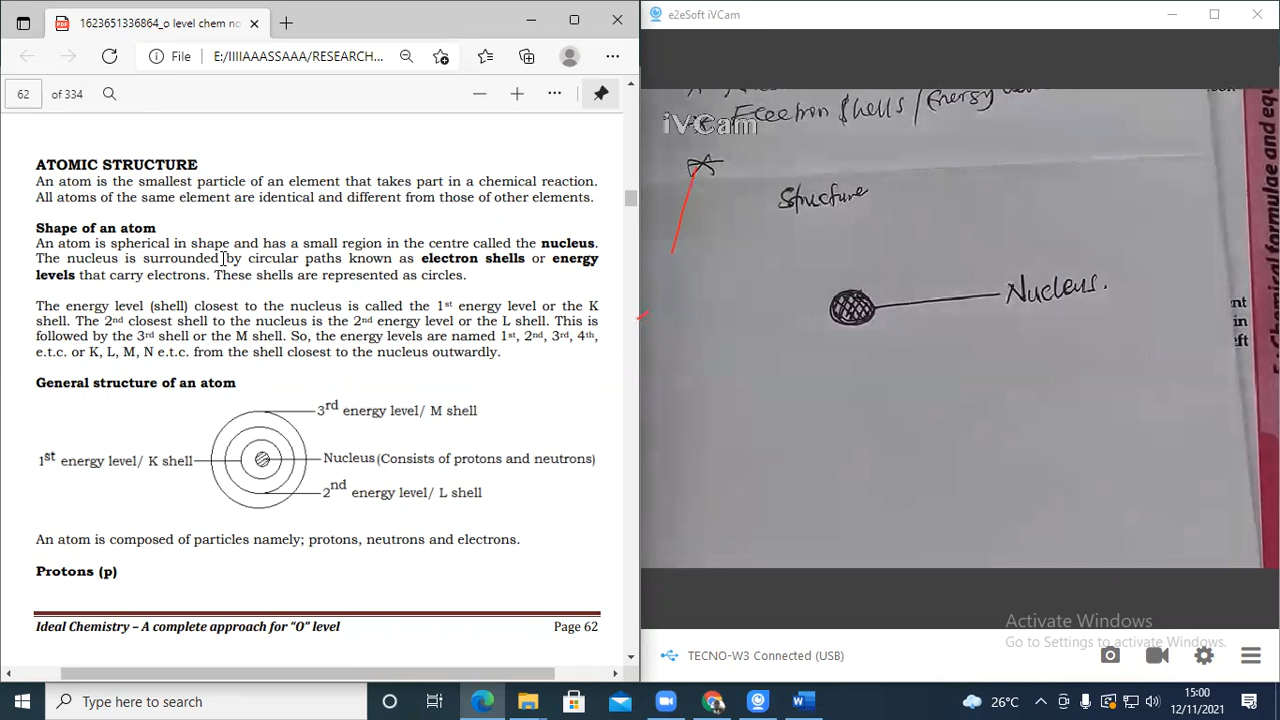 1623651336864_o level chem no
File
E:/IIIIAAASSAAA/RESEARCH...
62 of 334
ATOMIC STRUCTURE
An atom is the smallest particle of an element that takes part in a chemical reaction.
All atoms of the same element are identical and different from those of other elements.
Shape of an atom
An atom is spherical in shape and has a small region in the centre called the nucleus.
The nucleus is surrounded by circular paths known as electron shells or energy
levels that carry electrons. These shells are represented as circles.
The energy level (shell) closest to the nucleus is called the 1st energy level or the K
shell. The 2nd closest shell to the nucleus is the 2nd energy level or the L shell. This is
followed by the 3rd shell or the M shell. So, the energy levels are named 1st, 2nd, 3rd, 4th,
e.t.c. or K, L, M, N e.t.c. from the shell closest to the nucleus outwardly.
General structure of an atom
3rd energy level/ M shell
1st energy level/ K shell
Nucleus (Consists of protons and neutrons)
2nd energy level/ L shell
An atom is composed of particles namely; protons, neutrons and electrons.
Protons (p)
Ideal Chemistry – A complete approach for "O" level
Page 62
e2eSoft iVCam
Electron shells / Energy
iVCam
Structure
Nucleus.
formulae and equ
nt
in
eft
Activate Windows
Go to Settings to activate Windows.
TECNO-W3 Connected (USB)
Type here to search
26°C
15:00
12/11/2021